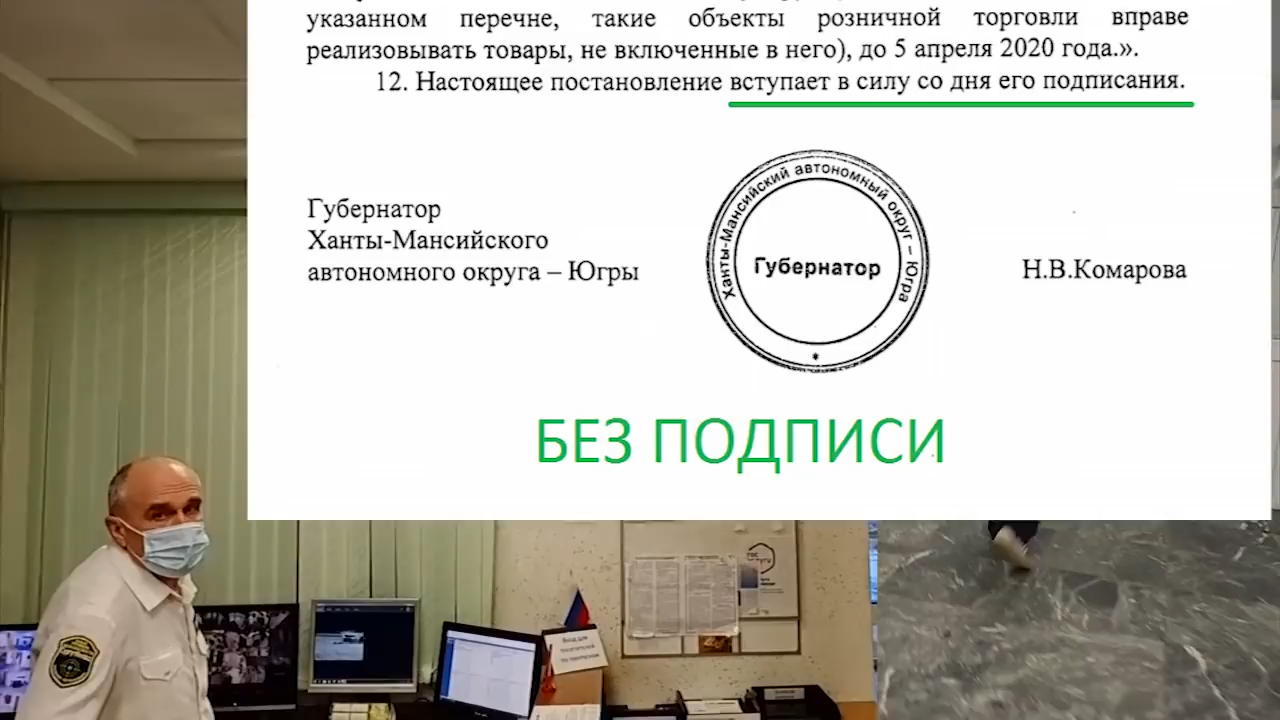 указанном перечне, такие объекты розничной торговли вправе
реализовывать товары, не включенные в него), до 5 апреля 2020 года.».
12. Настоящее постановление вступает в силу со дня его подписания.
Губернатор
Ханты-Мансийского
автономного округа – Югры
Ханты-Мансийский автономный округ – Югра
Губернатор
Н.В.Комарова
БЕЗ ПОДПИСИ